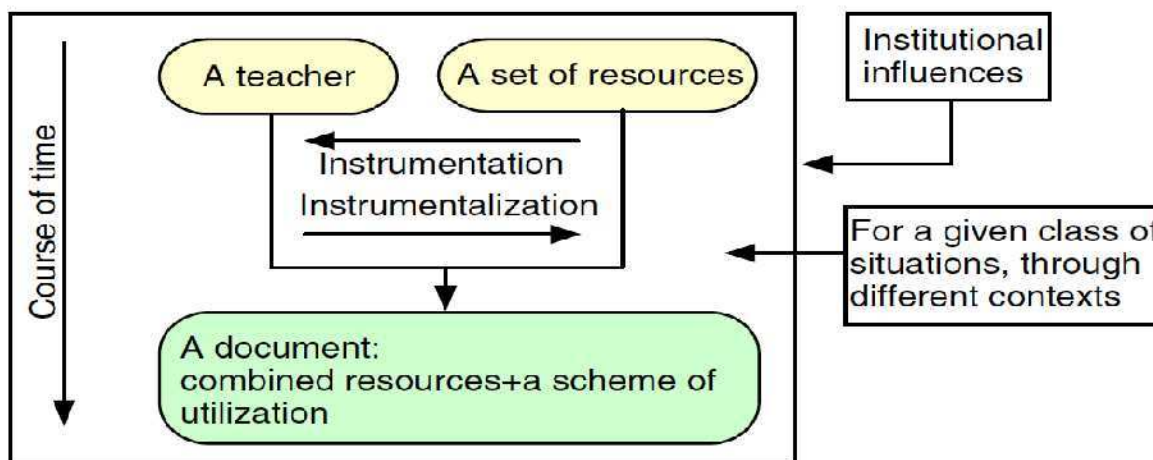 Course of time
A teacher
A set of resources
Instrumentation
Instrumentalization
A document:
combined resources+a scheme of
utilization
Institutional
influences
For a given class of
situations, through
different contexts